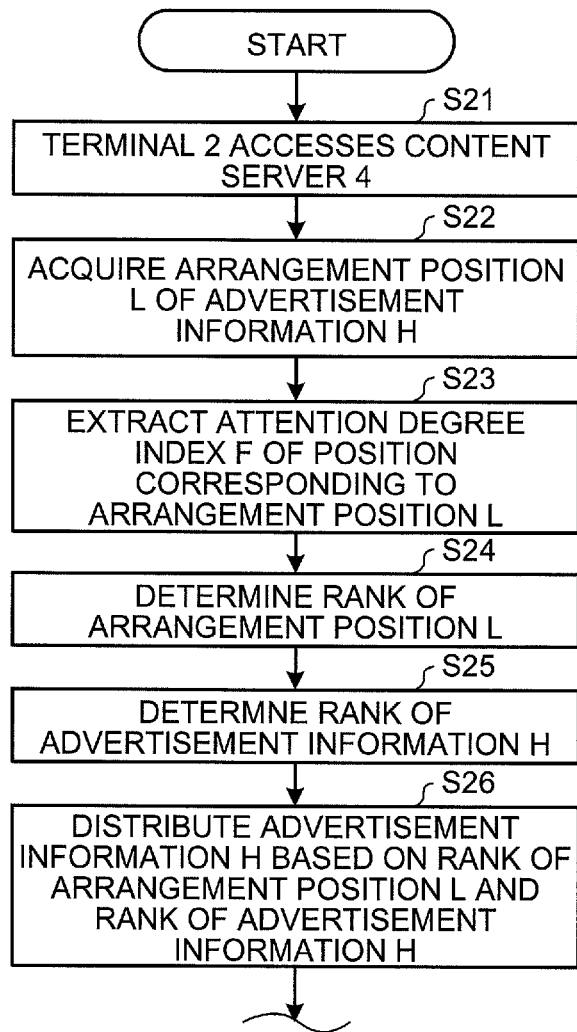 START
S21
TERMINAL 2 ACCESSES CONTENT
SERVER 4
S22
ACQUIRE ARRANGEMENT POSITION
L OF ADVERTISEMENT
INFORMATION H
S23
EXTRACT ATTENTION DEGREE
INDEX F OF POSITION
CORRESPONDING TO
ARRANGEMENT POSITION L
S24
DETERMINE RANK OF
ARRANGEMENT POSITION L
S25
DETERMNE RANK OF
ADVERTISEMENT INFORMATION H
S26
DISTRIBUTE ADVERTISEMENT
INFORMATION H BASED ON RANK OF
ARRANGEMENT POSITION L AND
RANK OF ADVERTISEMENT
INFORMATION H